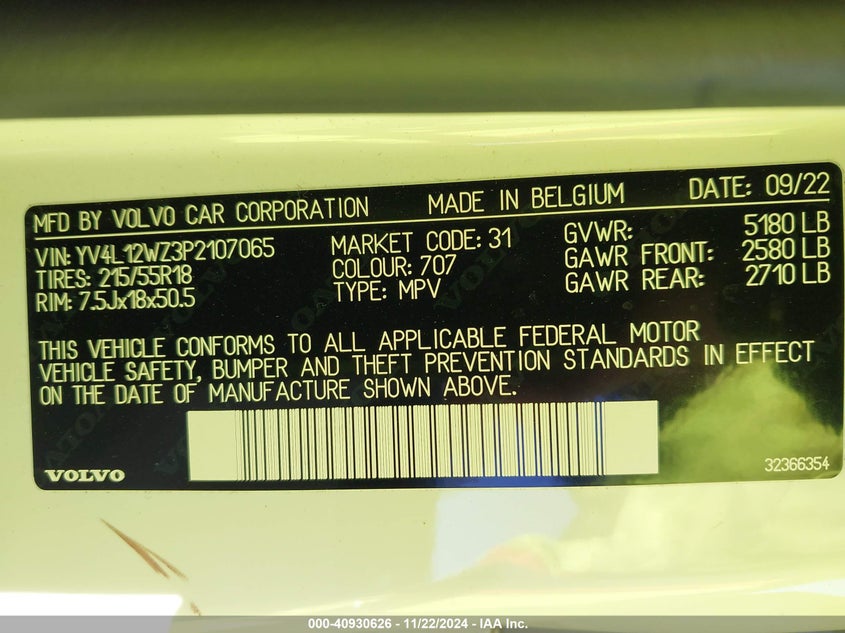 MFD BY VOLVO CAR CORPORATION MADE IN BELGIUM DATE: 09/22
VIN: YV4L12WZ3P2107065 MARKET CODE: 31 GVWR: 5180 LB
TIRES: 215/55R18 COLOUR: 707 GAWR FRONT: 2580 LB
RIM: 7.5Jx18x50.5 TYPE: MPV GAWR REAR: 2710 LB
THIS VEHICLE CONFORMS TO ALL APPLICABLE FEDERAL MOTOR
VEHICLE SAFETY, BUMPER AND THEFT PREVENTION STANDARDS IN EFFECT
ON THE DATE OF MANUFACTURE SHOWN ABOVE.
VOLVO 32366354
000-40930626 - 11/22/2024 - IAA Inc.